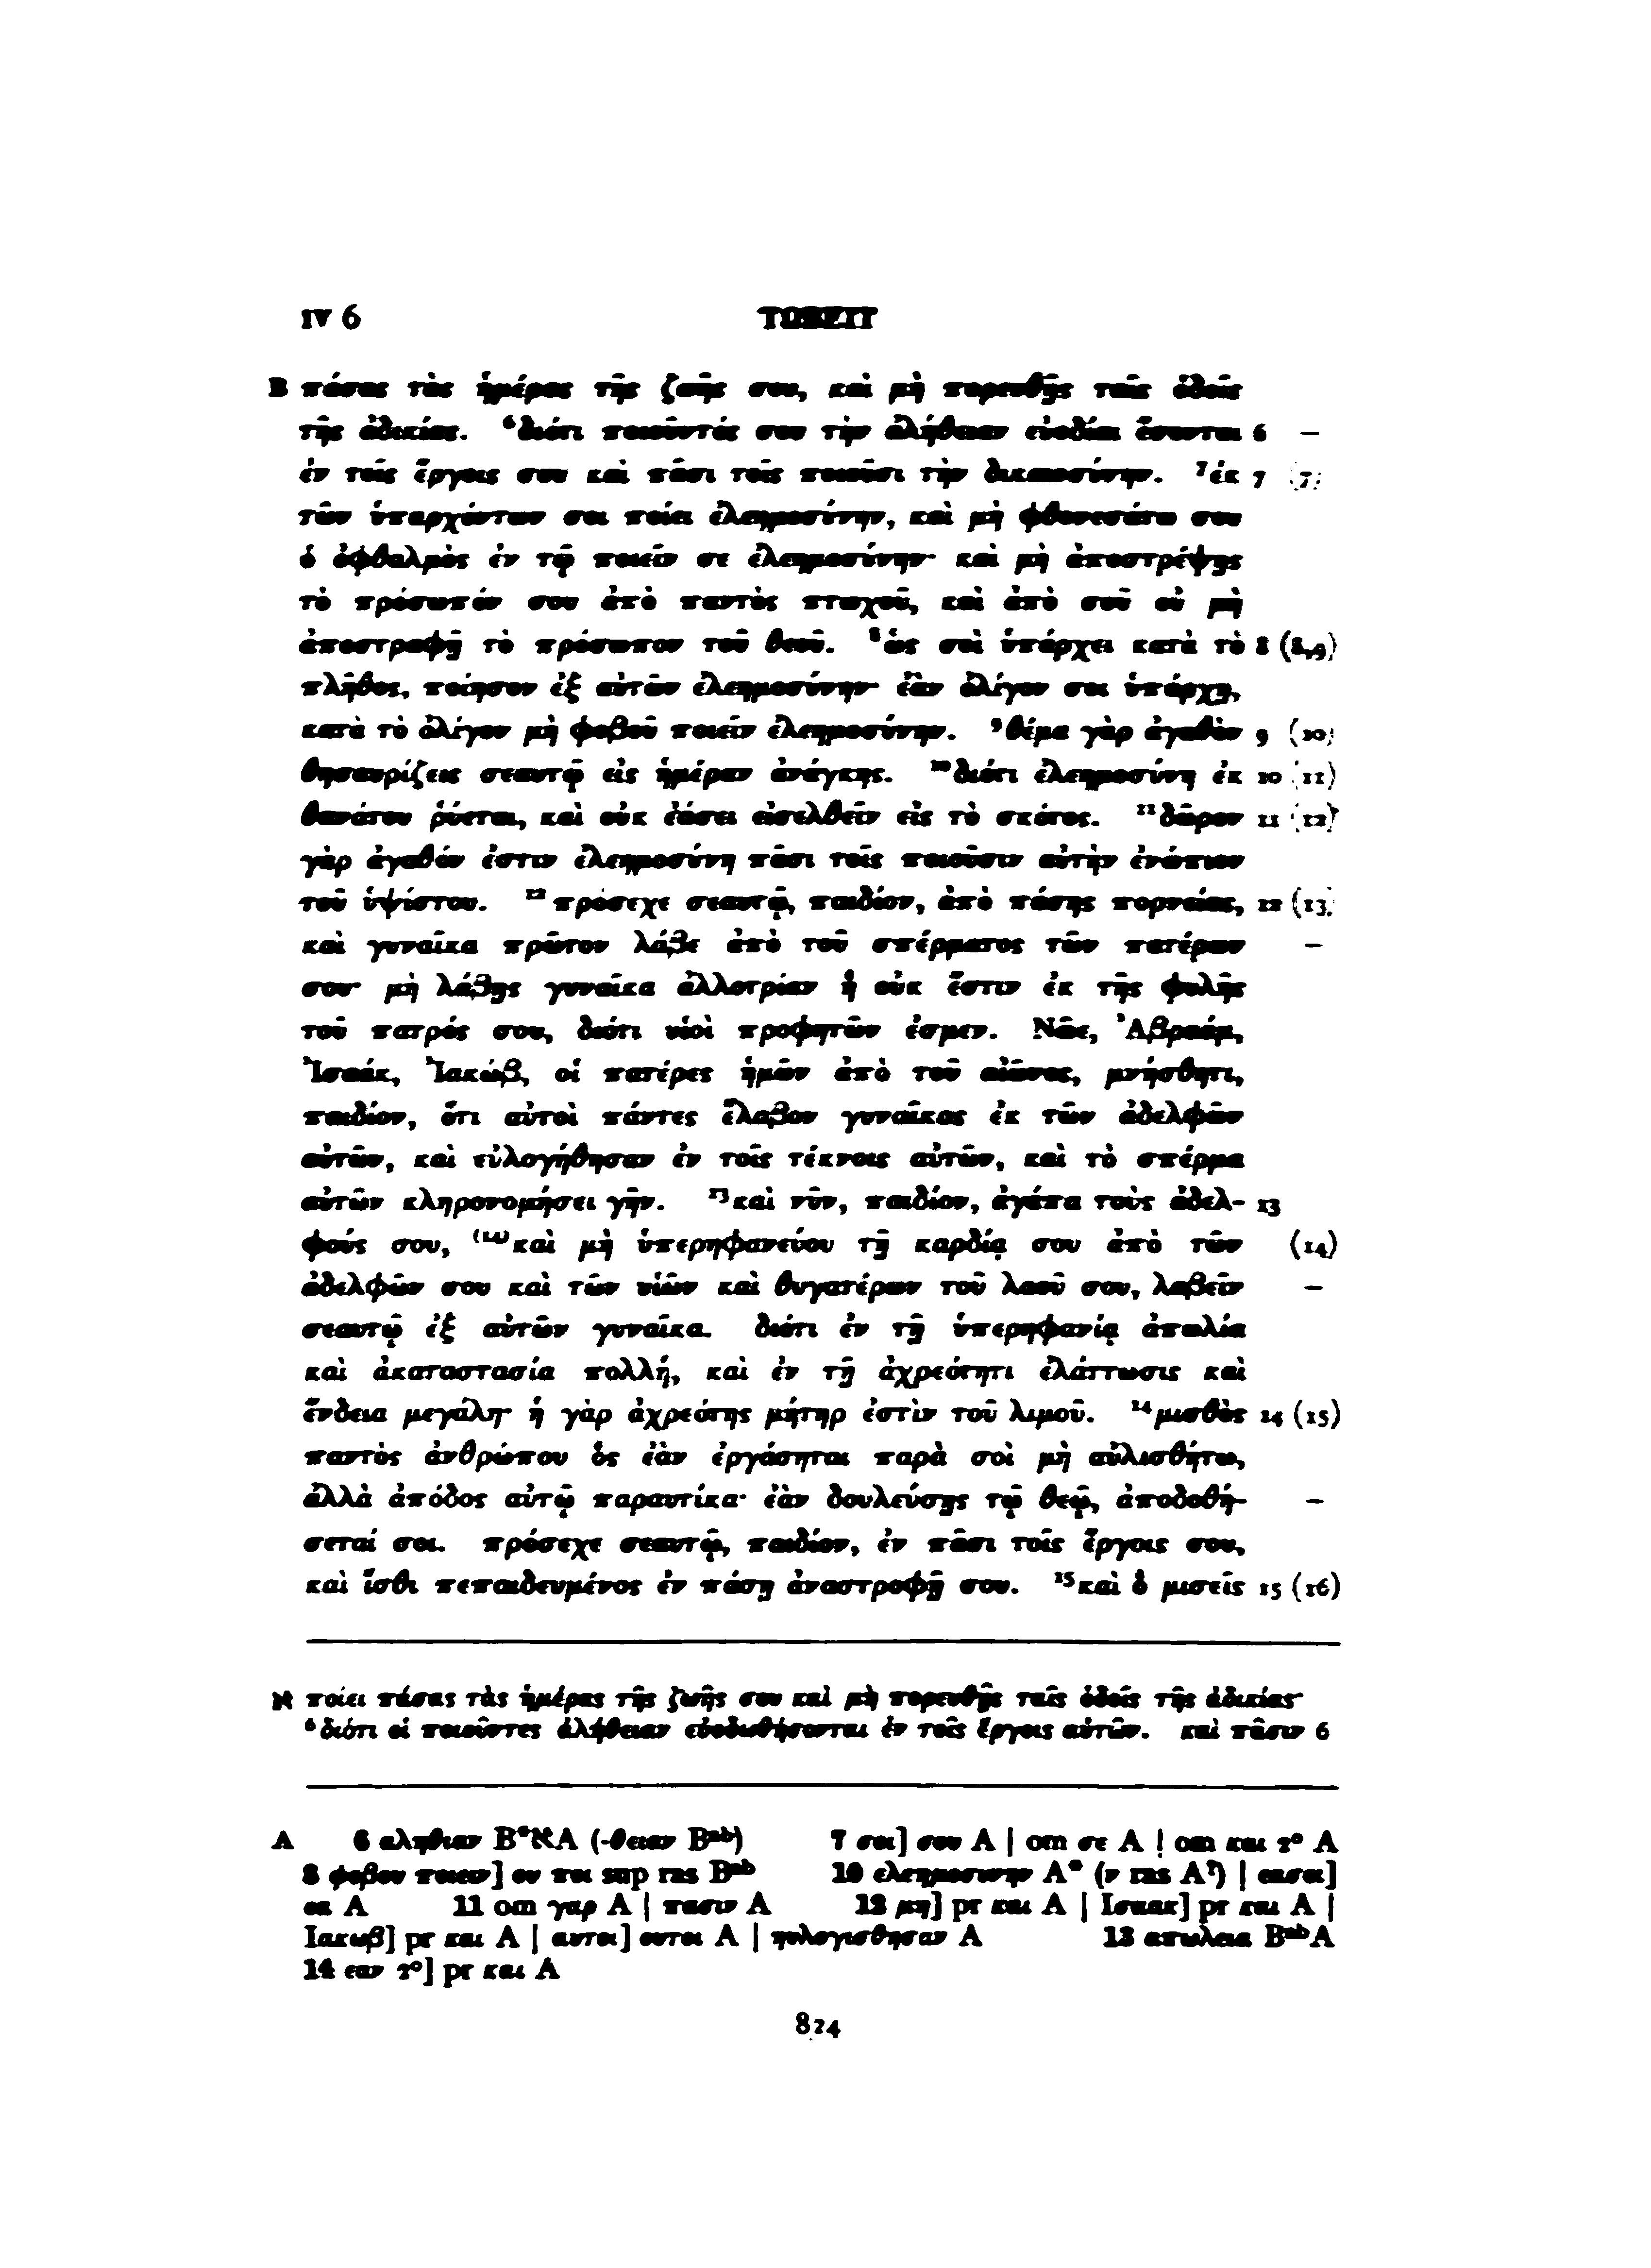 IV 6 ΤΩΒΕΙΤ
B πάσας τὰς ἡμέρας τῆς ζωῆς σου, καὶ μὴ πορευθῇς ταῖς ὁδοῖς
τῆς ἀδικίας. ⁶διότι ποιοῦντός σου τὴν ἀλήθειαν εὐοδίαι ἔσονται 6 –
ἐν τοῖς ἔργοις σου καὶ πᾶσι τοῖς ποιοῦσι τὴν δικαιοσύνην. ⁷ἐκ 7 (7)
τῶν ὑπαρχόντων σοι ποίει ἐλεημοσύνην, καὶ μὴ φθονεσάτω σου
ὁ ὀφθαλμὸς ἐν τῷ ποιεῖν σε ἐλεημοσύνην· καὶ μὴ ἀποστρέψῃς
τὸ πρόσωπόν σου ἀπὸ παντὸς πτωχοῦ, καὶ ἀπὸ σοῦ οὐ μὴ
ἀποστραφῇ τὸ πρόσωπον τοῦ θεοῦ. ⁸ὡς σοὶ ὑπάρχει κατὰ τὸ 8 (8,9)
πλῆθος, ποίησον ἐξ αὐτῶν ἐλεημοσύνην· ἐὰν ὀλίγον σοι ὑπάρχῃ,
κατὰ τὸ ὀλίγον μὴ φοβοῦ ποιεῖν ἐλεημοσύνην. ⁹θέμα γὰρ ἀγαθὸν 9 (10)
θησαυρίζεις σεαυτῷ εἰς ἡμέραν ἀνάγκης. ¹⁰διότι ἐλεημοσύνη ἐκ 10 (11)
θανάτου ῥύεται, καὶ οὐκ ἐάσει εἰσελθεῖν εἰς τὸ σκότος. ¹¹δῶρον 11 (12)
γὰρ ἀγαθόν ἐστιν ἐλεημοσύνη πᾶσι τοῖς ποιοῦσιν αὐτὴν ἐνώπιον
τοῦ ὑψίστου. ¹²πρόσεχε σεαυτῷ, παιδίον, ἀπὸ πάσης πορνείας, 12 (13)
καὶ γυναῖκα πρῶτον λάβε ἀπὸ τοῦ σπέρματος τῶν πατέρων –
σου· μὴ λάβῃς γυναῖκα ἀλλοτρίαν ἣ οὐκ ἔστιν ἐκ τῆς φυλῆς
τοῦ πατρός σου, διότι υἱοὶ προφητῶν ἐσμεν. Νῶε, Ἀβραάμ,
Ἰσαάκ, Ἰακώβ, οἱ πατέρες ἡμῶν ἀπὸ τοῦ αἰῶνος, μνήσθητι,
παιδίον, ὅτι αὐτοὶ πάντες ἔλαβον γυναῖκας ἐκ τῶν ἀδελφῶν
αὐτῶν, καὶ εὐλογήθησαν ἐν τοῖς τέκνοις αὐτῶν, καὶ τὸ σπέρμα
αὐτῶν κληρονομήσει γῆν. ¹³καὶ νῦν, παιδίον, ἀγάπα τοὺς ἀδελ- 13
φούς σου, ⁽¹⁴⁾καὶ μὴ ὑπερηφανεύου τῇ καρδίᾳ σου ἀπὸ τῶν (14)
ἀδελφῶν σου καὶ τῶν υἱῶν καὶ θυγατέρων τοῦ λαοῦ σου, λαβεῖν –
σεαυτῷ ἐξ αὐτῶν γυναῖκα. διότι ἐν τῇ ὑπερηφανίᾳ ἀπωλία
καὶ ἀκαταστασία πολλή, καὶ ἐν τῇ ἀχρεότητι ἐλάττωσις καὶ
ἔνδεια μεγάλη· ἡ γὰρ ἀχρεότης μήτηρ ἐστὶν τοῦ λιμοῦ. ¹⁴μισθὸς 14 (15)
παντὸς ἀνθρώπου ὃς ἐὰν ἐργάσηται παρὰ σοὶ μὴ αὐλισθήτω,
ἀλλὰ ἀπόδος αὐτῷ παραυτίκα· ἐὰν δουλεύσῃς τῷ θεῷ, ἀποδοθή- –
σεταί σοι. πρόσεχε σεαυτῷ, παιδίον, ἐν πᾶσι τοῖς ἔργοις σου,
καὶ ἴσθι πεπαιδευμένος ἐν πάσῃ ἀναστροφῇ σου. ¹⁵καὶ ὃ μισεῖς 15 (16)
א ποίει πάσας τὰς ἡμέρας τῆς ζωῆς σου καὶ μὴ πορευθῇς ταῖς ὁδοῖς τῆς ἀδικίας·
⁶διότι οἱ ποιοῦντες ἀλήθειαν εὐοδωθήσονται ἐν τοῖς ἔργοις αὐτῶν. καὶ πᾶσιν 6
A 6 αληθιαν B*אA (-θειαν Bᵃᵇ) 7 σοι] σου A | om σε A | om και 2° A
8 φοβου ποιειν] ου ποι sup ras Bᵃᵇ 10 ελεημοσυνην A* (ν ras A?) | εασει]
εα A 11 om γαρ A | πασιν A 12 μη] pr και A | Ισαακ] pr και A |
Ιακωβ] pr και A | αυτοι] ουτοι A | ηυλογισθησαν A 13 απωλεια BᵃᵇA
14 εαν 2°] pr και A
824